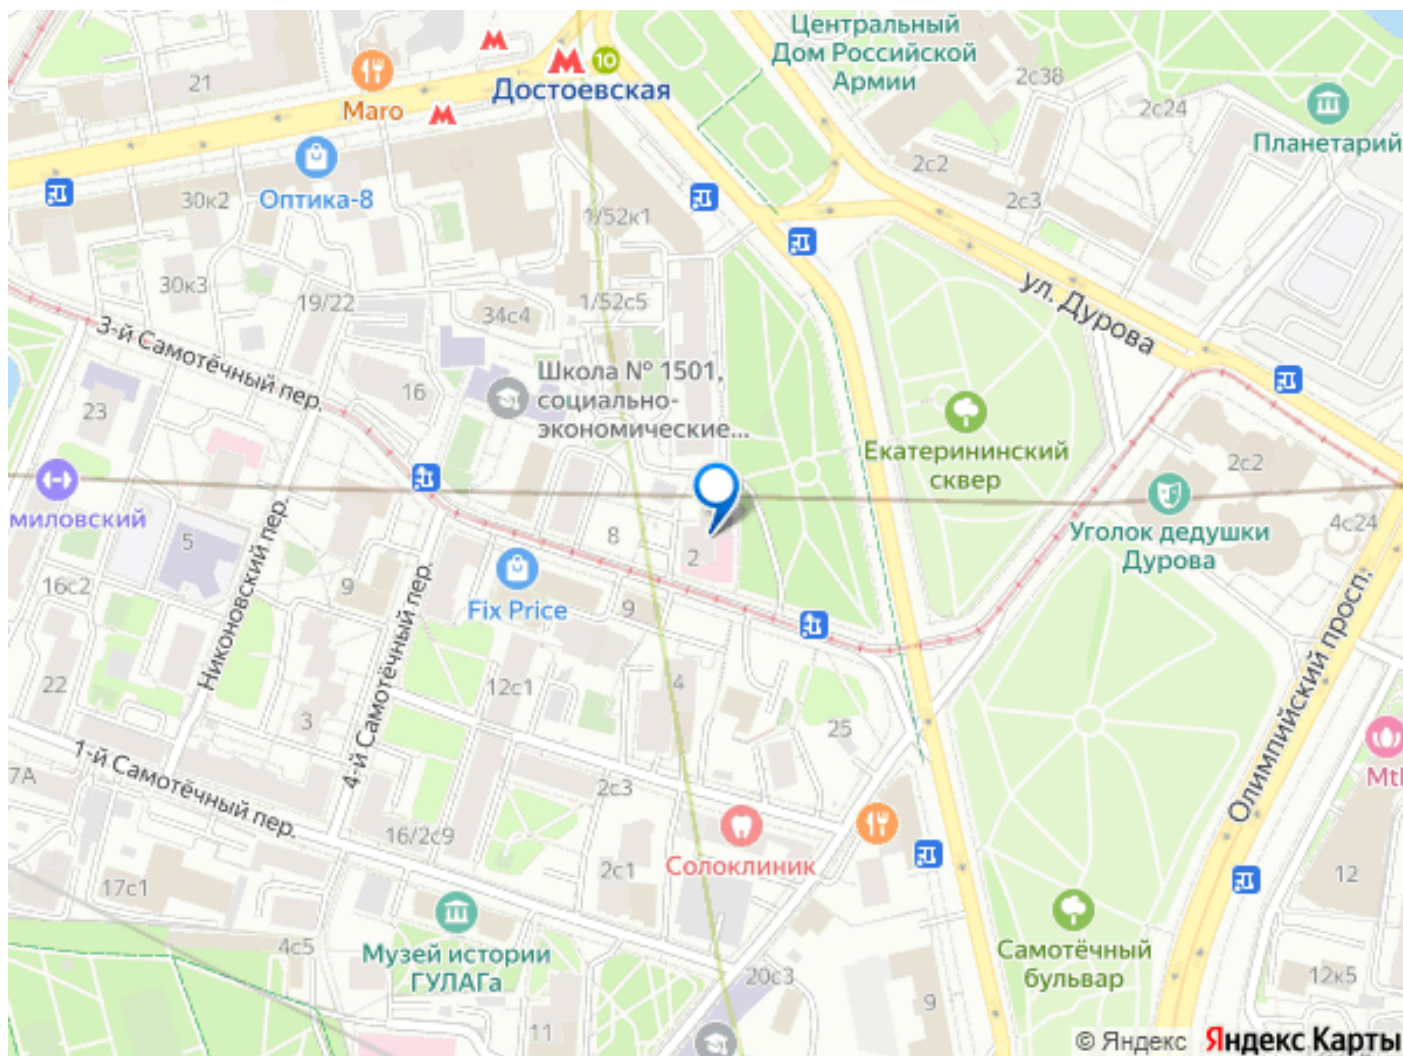 Центральный
Дом Российской
Армии
10
Достоевская
Maro
21
2с38
2с24
Планетарий
Оптика-8
30к2
1/52к1
2с2
2с3
30к3
19/22
34с4
1/52с5
ул. Дурова
3-й Самотёчный пер.
16
Школа № 1501,
социально-
экономические...
23
Екатерининский
сквер
2с2
миловский
5
Никоновский пер.
8
2
Уголок дедушки
Дурова
4с24
16с2
9
4-й Самотёчный пер.
Fix Price
9
22
3
12с1
4
25
Олимпийский просп.
7А
1-й Самотёчный пер.
2с3
Mtl
16/2с9
2с1
Солоклиник
17с1
12
Музей истории
ГУЛАГа
4с5
Самотёчный
бульвар
20с3
11
9
12к5
© Яндекс Яндекс Карты